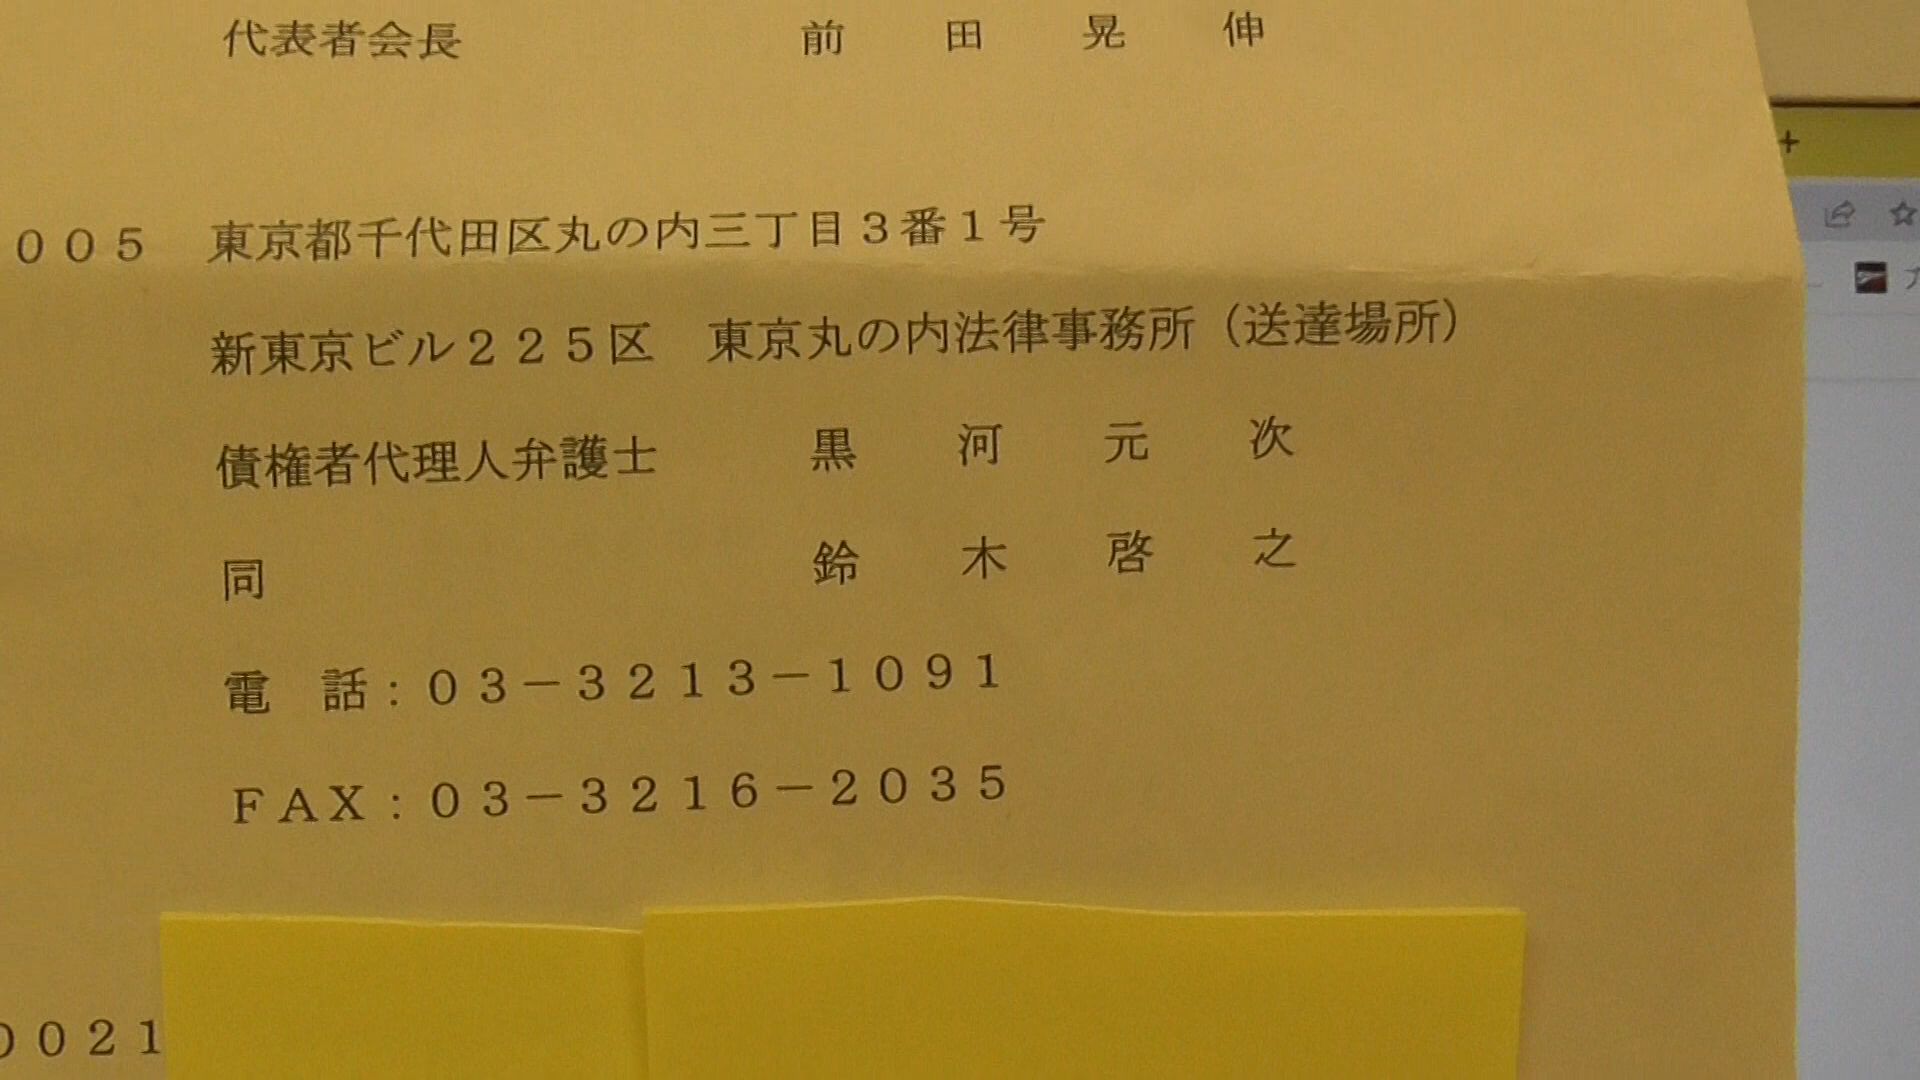 代表者会長　前田晃伸
００５　東京都千代田区丸の内三丁目３番１号
新東京ビル２２５区　東京丸の内法律事務所（送達場所）
債権者代理人弁護士　黒河元次
同　鈴木啓之
電　話：０３－３２１３－１０９１
ＦＡＸ：０３－３２１６－２０３５
００２１